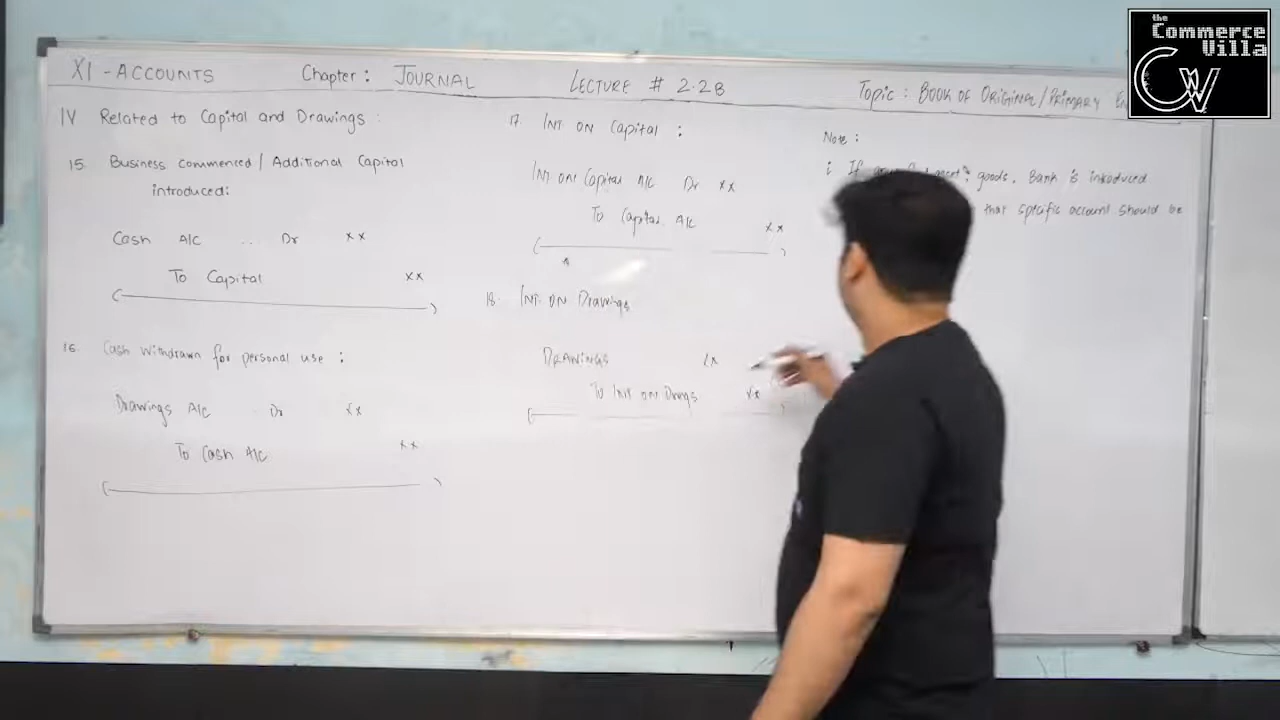 the
Commerce
Villa
CV
XI - ACCOUNTS Chapter: JOURNAL LECTURE # 2.2B Topic: BOOK OF ORIGINAL/PRIMARY
IV Related to Capital and Drawings:
15. Business commenced / Additional Capital
introduced:
Cash A/C .. Dr xx
To Capital xx
16. Cash withdrawn for personal use:
Drawings A/C .. Dr xx
To Cash A/C xx
17. INT ON Capital:
Int on Capital A/C Dr xx
To Capital A/C xx
18. INT. ON Drawings
DRAWINGS xx
To INT on Drwgs xx
Note:
i. If goods, Bank is introduced
that specific account should be